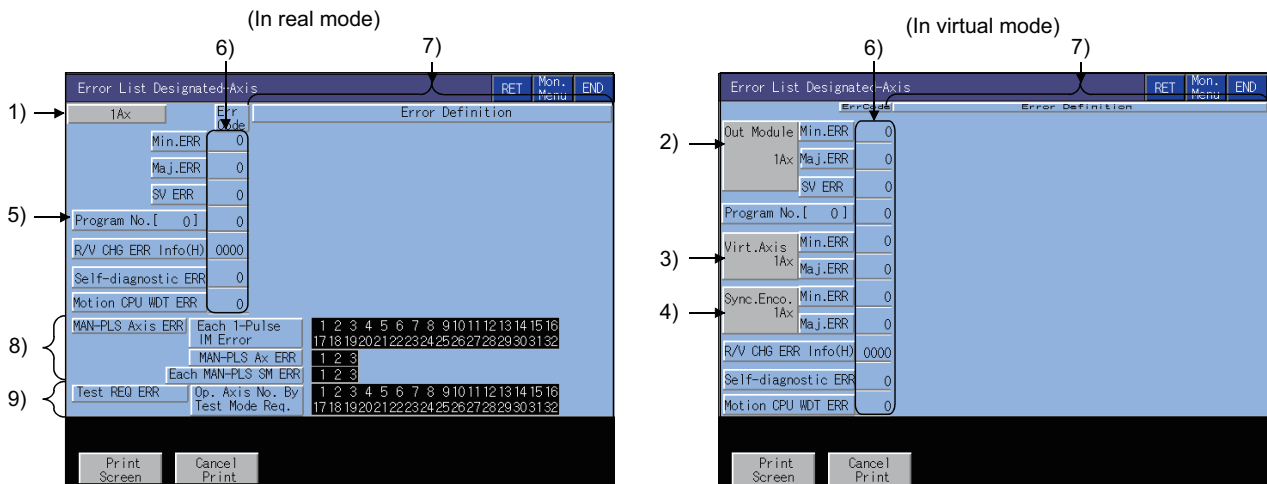 (In real mode)
6)
7)
Error List Designated-Axis
RET
Mon. Menu
END
1)
1Ax
Err Code
Error Definition
Min.ERR 0
Maj.ERR 0
SV ERR 0
5)
Program No.[ 0] 0
R/V CHG ERR Info(H) 0000
Self-diagnostic ERR 0
Motion CPU WDT ERR 0
8)
MAN-PLS Axis ERR
Each 1-Pulse IM Error
1 2 3 4 5 6 7 8 9 10 11 12 13 14 15 16
17 18 19 20 21 22 23 24 25 26 27 28 29 30 31 32
MAN-PLS Ax ERR 1 2 3
Each MAN-PLS SM ERR 1 2 3
9)
Test REQ ERR
Op. Axis No. By Test Mode Req.
1 2 3 4 5 6 7 8 9 10 11 12 13 14 15 16
17 18 19 20 21 22 23 24 25 26 27 28 29 30 31 32
Print Screen
Cancel Print
(In virtual mode)
6)
7)
Error List Designated-Axis
RET
Mon. Menu
END
ErrCode
Error Definition
2)
Out Module
1Ax
Min.ERR 0
Maj.ERR 0
SV ERR 0
Program No.[ 0] 0
3)
Virt.Axis
1Ax
Min.ERR 0
Maj.ERR 0
4)
Sync.Enco.
1Ax
Min.ERR 0
Maj.ERR 0
R/V CHG ERR Info(H) 0000
Self-diagnostic ERR 0
Motion CPU WDT ERR 0
Print Screen
Cancel Print